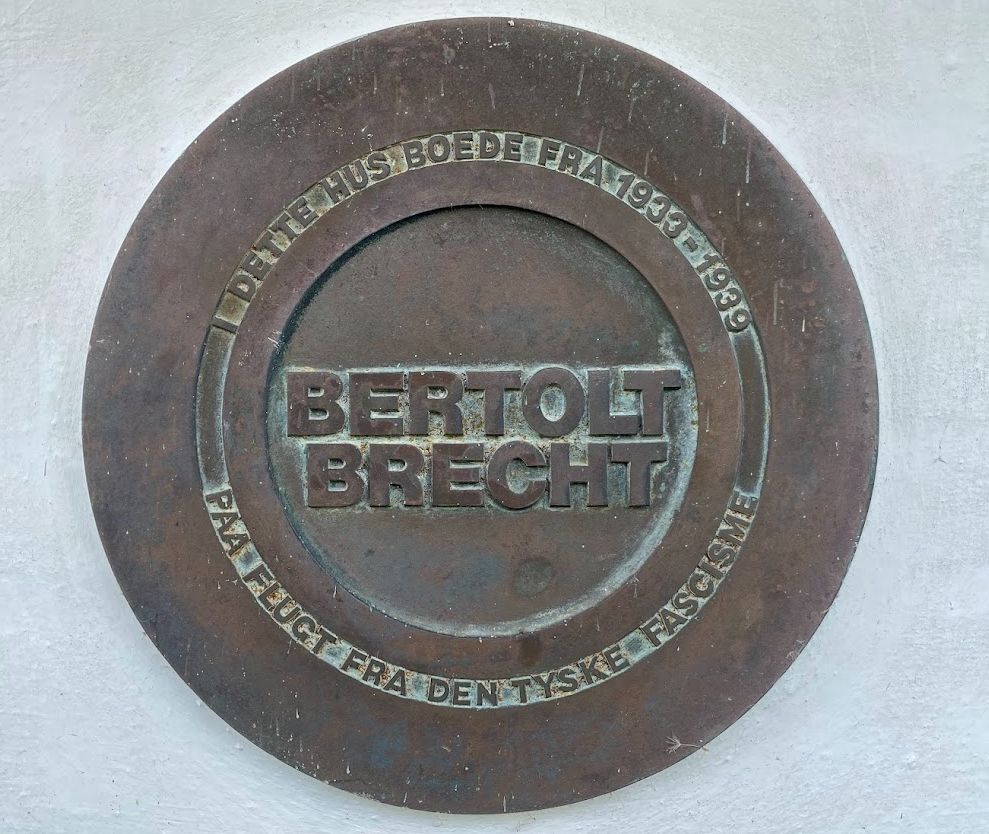 I DETTE HUS BOEDE FRA 1933-1939
BERTOLT
BRECHT
PAA FLUGT FRA DEN TYSKE FASCISME